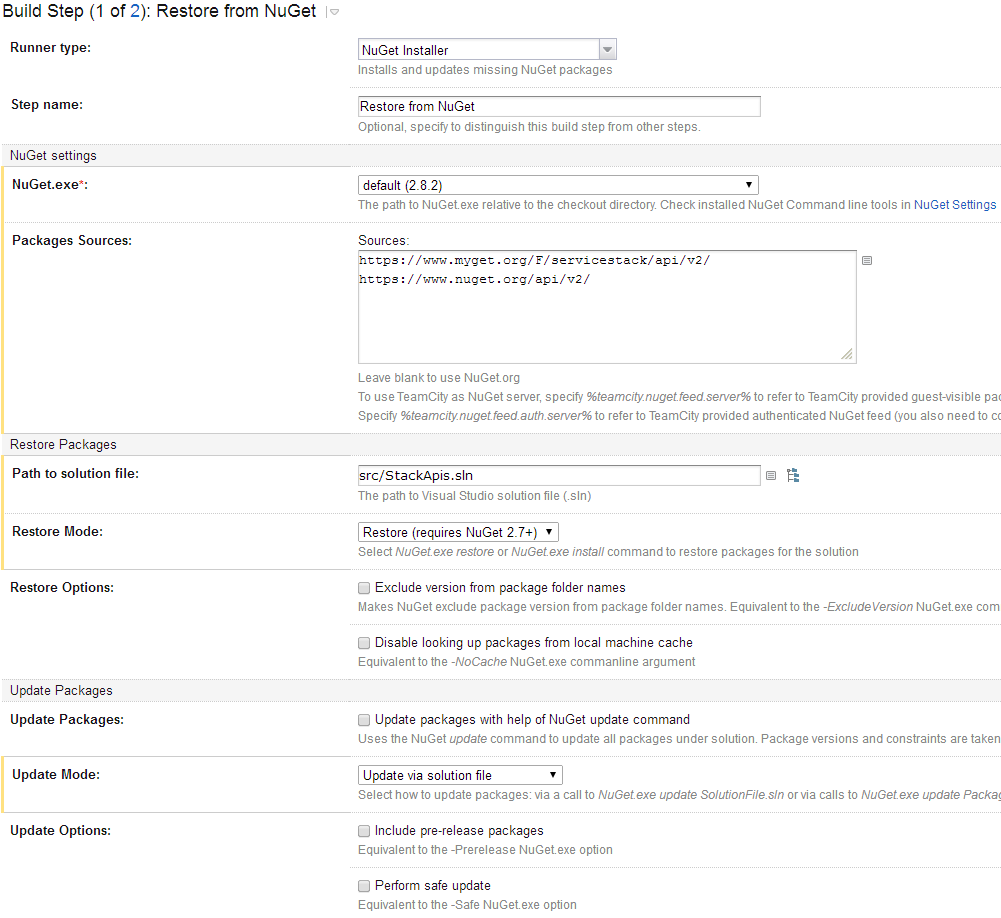 Build Step (1 of 2): Restore from NuGet
Runner type:
NuGet Installer
Installs and updates missing NuGet packages
Step name:
Restore from NuGet
Optional, specify to distinguish this build step from other steps.
NuGet settings
NuGet.exe*:
default (2.8.2)
The path to NuGet.exe relative to the checkout directory. Check installed NuGet Command line tools in NuGet Settings
Packages Sources:
Sources:
https://www.myget.org/F/servicestack/api/v2/
https://www.nuget.org/api/v2/
Leave blank to use NuGet.org
To use TeamCity as NuGet server, specify %teamcity.nuget.feed.server% to refer to TeamCity provided guest-visible pac
Specify %teamcity.nuget.feed.auth.server% to refer to TeamCity provided authenticated NuGet feed (you also need to co
Restore Packages
Path to solution file:
src/StackApis.sln
The path to Visual Studio solution file (.sln)
Restore Mode:
Restore (requires NuGet 2.7+)
Select NuGet.exe restore or NuGet.exe install command to restore packages for the solution
Restore Options:
Exclude version from package folder names
Makes NuGet exclude package version from package folder names. Equivalent to the -ExcludeVersion NuGet.exe com
Disable looking up packages from local machine cache
Equivalent to the -NoCache NuGet.exe commanline argument
Update Packages
Update Packages:
Update packages with help of NuGet update command
Uses the NuGet update command to update all packages under solution. Package versions and constraints are taken
Update Mode:
Update via solution file
Select how to update packages: via a call to NuGet.exe update SolutionFile.sln or via calls to NuGet.exe update Packag
Update Options:
Include pre-release packages
Equivalent to the -Prerelease NuGet.exe option
Perform safe update
Equivalent to the -Safe NuGet.exe option